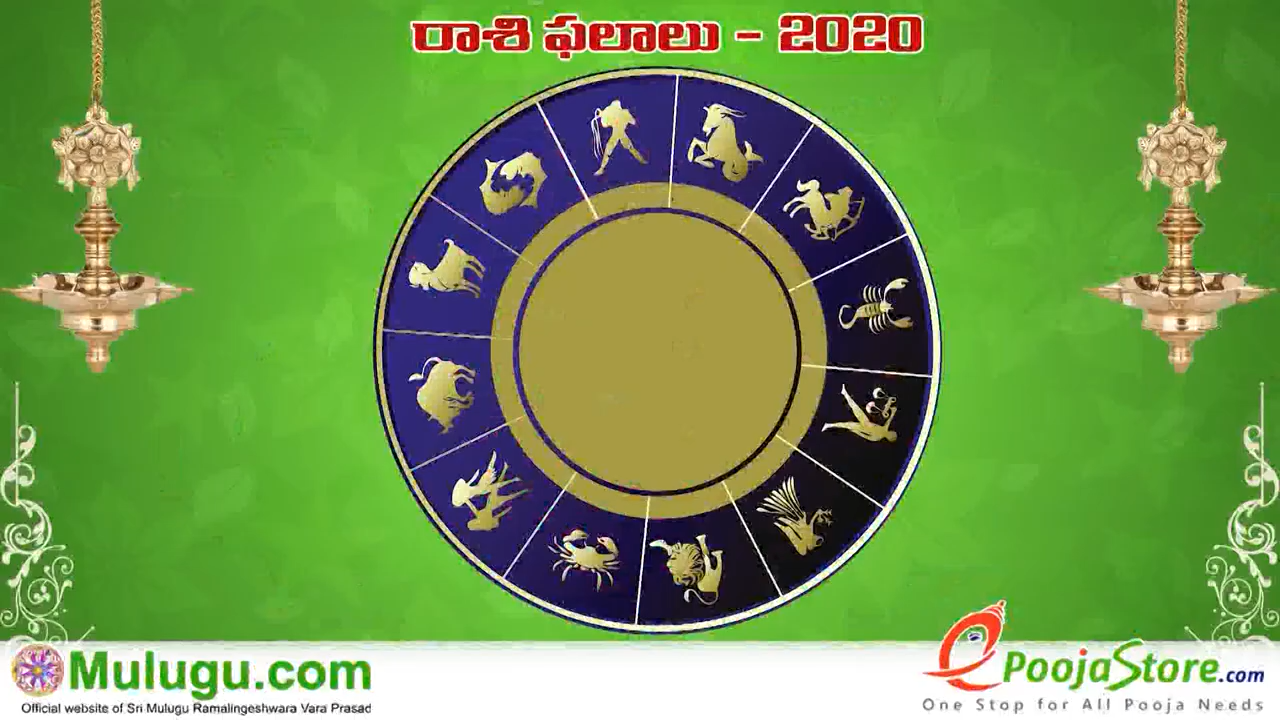 రాశి ఫలాలు - 2020
Mulugu.com
Official website of Sri Mulugu Ramalingeshwara Vara Prasad
ePoojaStore.com
One Stop for All Pooja Needs